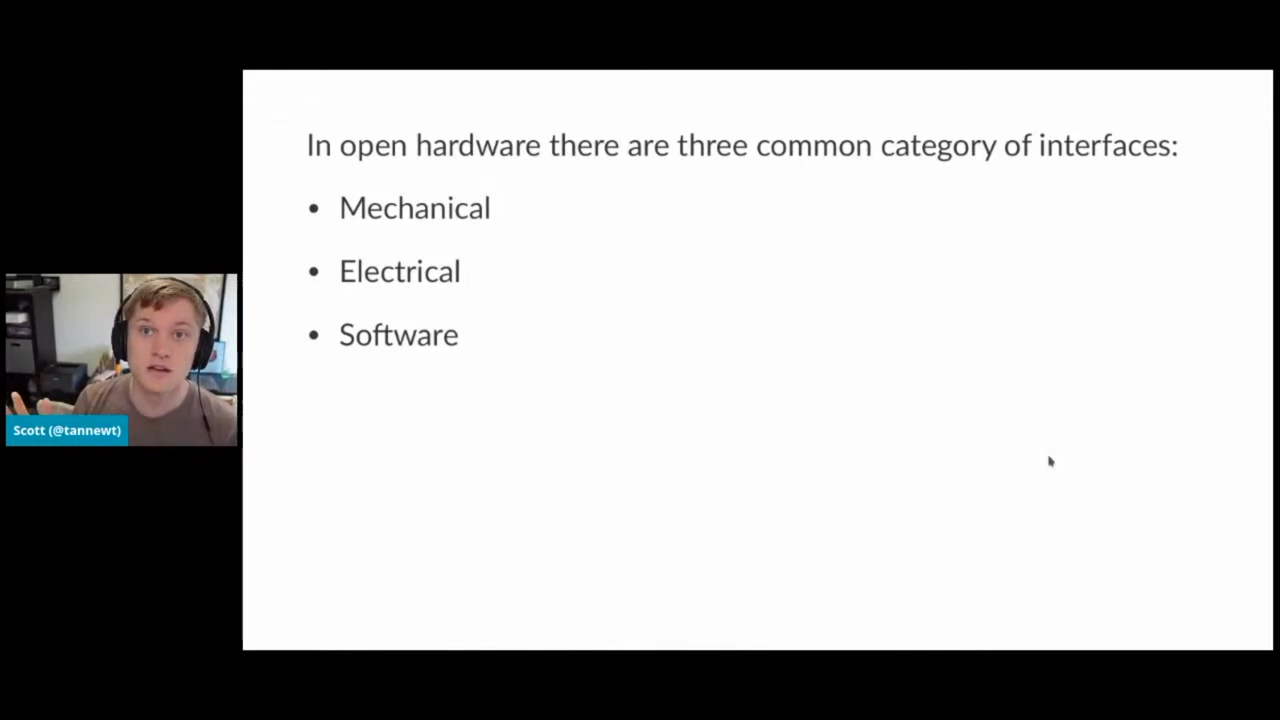 In open hardware there are three common category of interfaces:
• Mechanical
• Electrical
• Software
Scott (@tannewt)